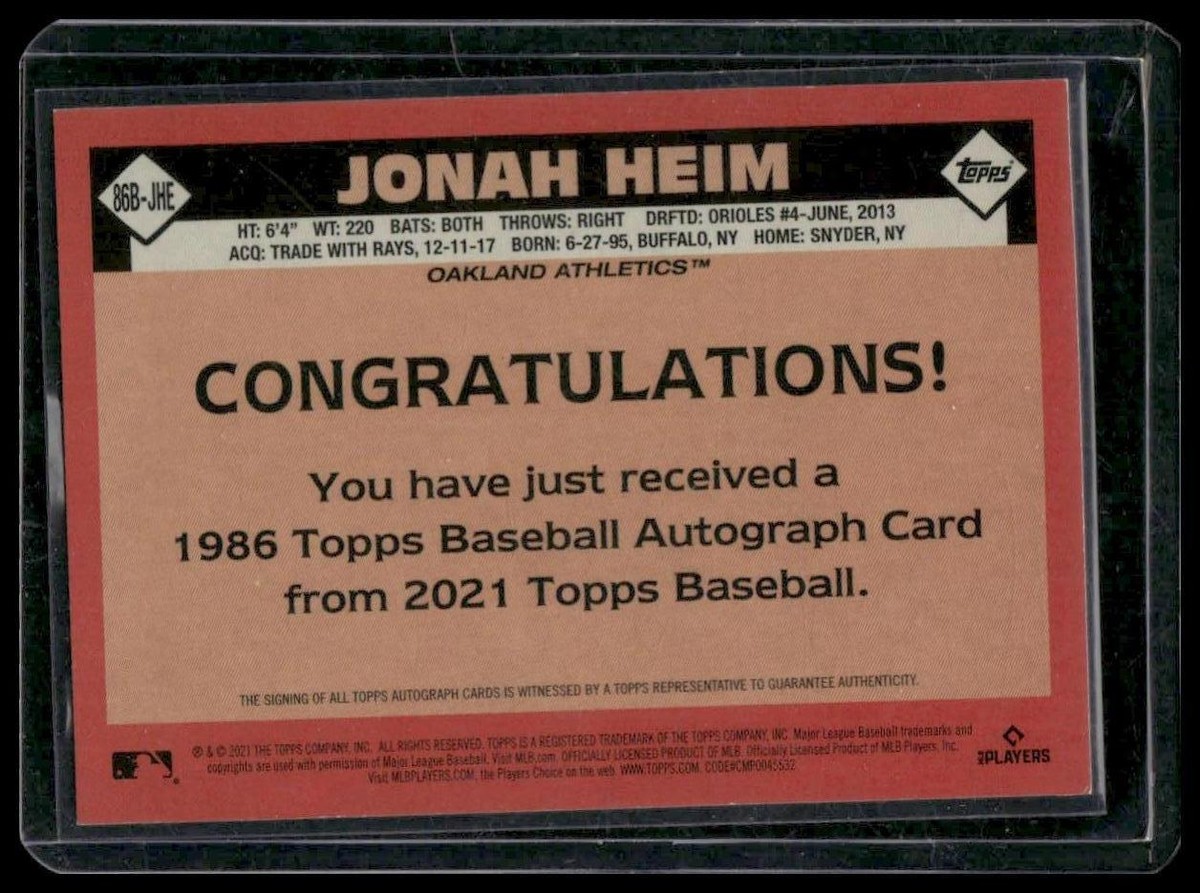 86B-JHE
JONAH HEIM
Topps®
HT: 6'4" WT: 220 BATS: BOTH THROWS: RIGHT DRFTD: ORIOLES #4-JUNE, 2013
ACQ: TRADE WITH RAYS, 12-11-17 BORN: 6-27-95, BUFFALO, NY HOME: SNYDER, NY
OAKLAND ATHLETICS™
CONGRATULATIONS!
You have just received a
1986 Topps Baseball Autograph Card
from 2021 Topps Baseball.
THE SIGNING OF ALL TOPPS AUTOGRAPH CARDS IS WITNESSED BY A TOPPS REPRESENTATIVE TO GUARANTEE AUTHENTICITY.
® & © 2021 THE TOPPS COMPANY, INC. ALL RIGHTS RESERVED. TOPPS IS A REGISTERED TRADEMARK OF THE TOPPS COMPANY, INC. Major League Baseball trademarks and
copyrights are used with permission of Major League Baseball. Visit MLB.com. OFFICIALLY LICENSED PRODUCT OF MLB. Officially Licensed Product of MLB Players, Inc.
Visit MLBPLAYERS.COM, the Players Choice on the web. WWW.TOPPS.COM. CODE#CMP0045532
MLB PLAYERS